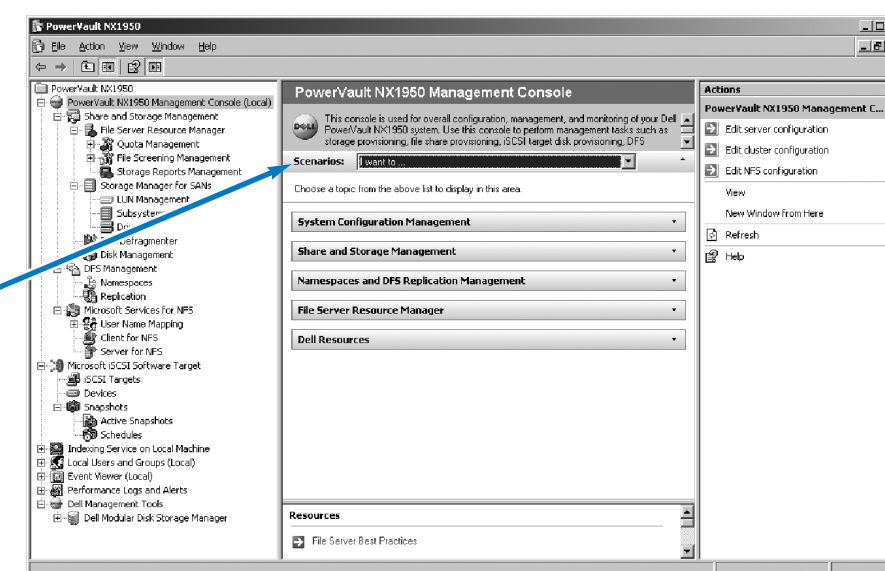 PowerVault NX1950
File Action View Window Help
PowerVault NX1950
PowerVault NX1950 Management Console (Local)
Share and Storage Management
File Server Resource Manager
Quota Management
File Screening Management
Storage Reports Management
Storage Manager for SANs
LUN Management
Subsyste
Dri
Defragmenter
Disk Management
DFS Management
Namespaces
Replication
Microsoft Services for NFS
User Name Mapping
Client for NFS
Server for NFS
Microsoft iSCSI Software Target
iSCSI Targets
Devices
Snapshots
Active Snapshots
Schedules
Indexing Service on Local Machine
Local Users and Groups (Local)
Event Viewer (Local)
Performance Logs and Alerts
Dell Management Tools
Dell Modular Disk Storage Manager
PowerVault NX1950 Management Console
DELL
This console is used for overall configuration, management, and monitoring of your Dell
PowerVault NX1950 system. Use this console to perform management tasks such as
storage provisioning, file share provisioning, iSCSI target disk provisioning, DFS
Scenarios: I want to ...
Choose a topic from the above list to display in this area.
System Configuration Management
Share and Storage Management
Namespaces and DFS Replication Management
File Server Resource Manager
Dell Resources
Resources
File Server Best Practices
Actions
PowerVault NX1950 Management C...
Edit server configuration
Edit cluster configuration
Edit NFS configuration
View
New Window from Here
Refresh
Help